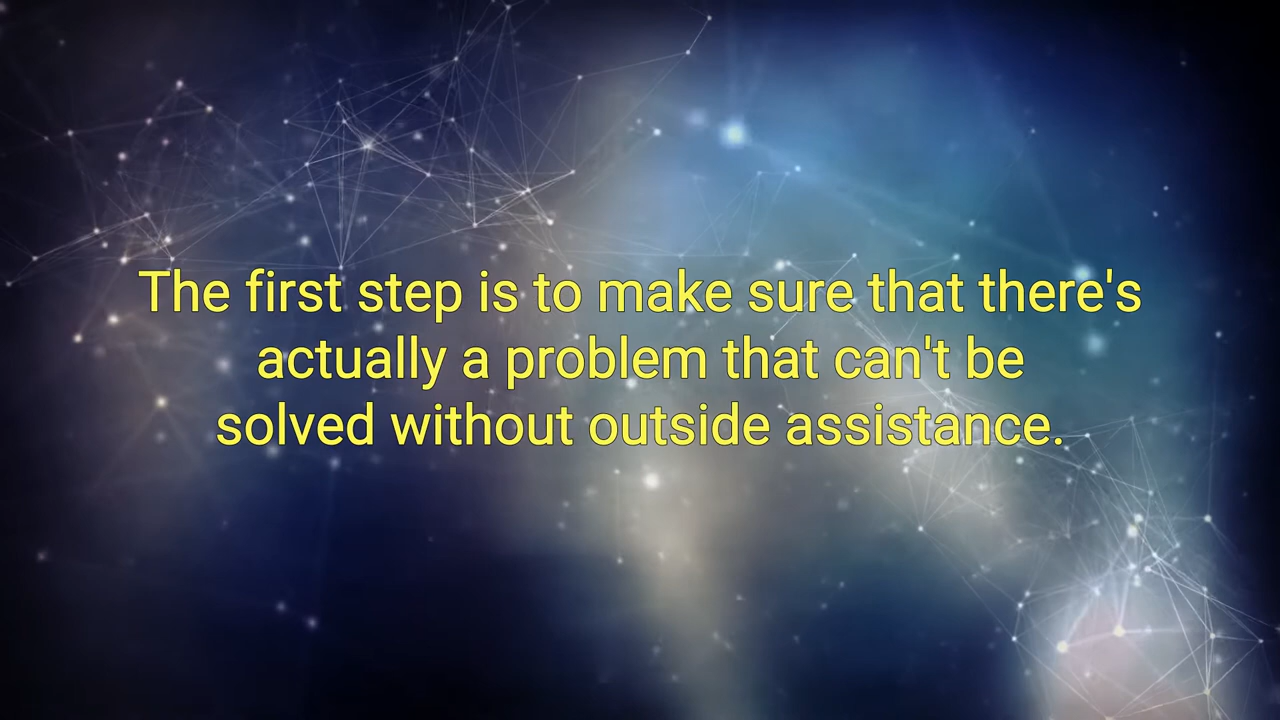 The first step is to make sure that there's
actually a problem that can't be
solved without outside assistance.